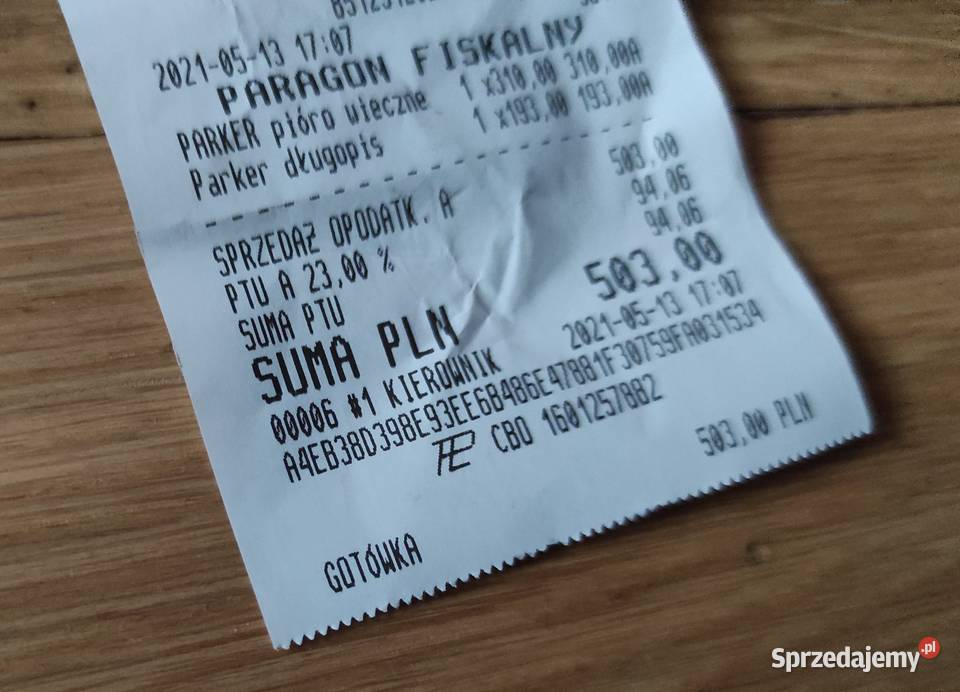 2021-05-13 17:07
PARAGON FISKALNY
PARKER pióro wieczne 1 x310,00 310,00A
Parker długopis 1 x193,00 193,00A
SPRZEDAŻ OPODATK. A 503,00
PTU A 23,00 % 94,06
SUMA PTU 94,06
SUMA PLN 503,00
00006 #1 KIEROWNIK 2021-05-13 17:07
A4EB38D398E93EE6B486E47881F30759FA031534
CBO 1601257882
GOTÓWKA 503,00 PLN
Sprzedajemy.pl